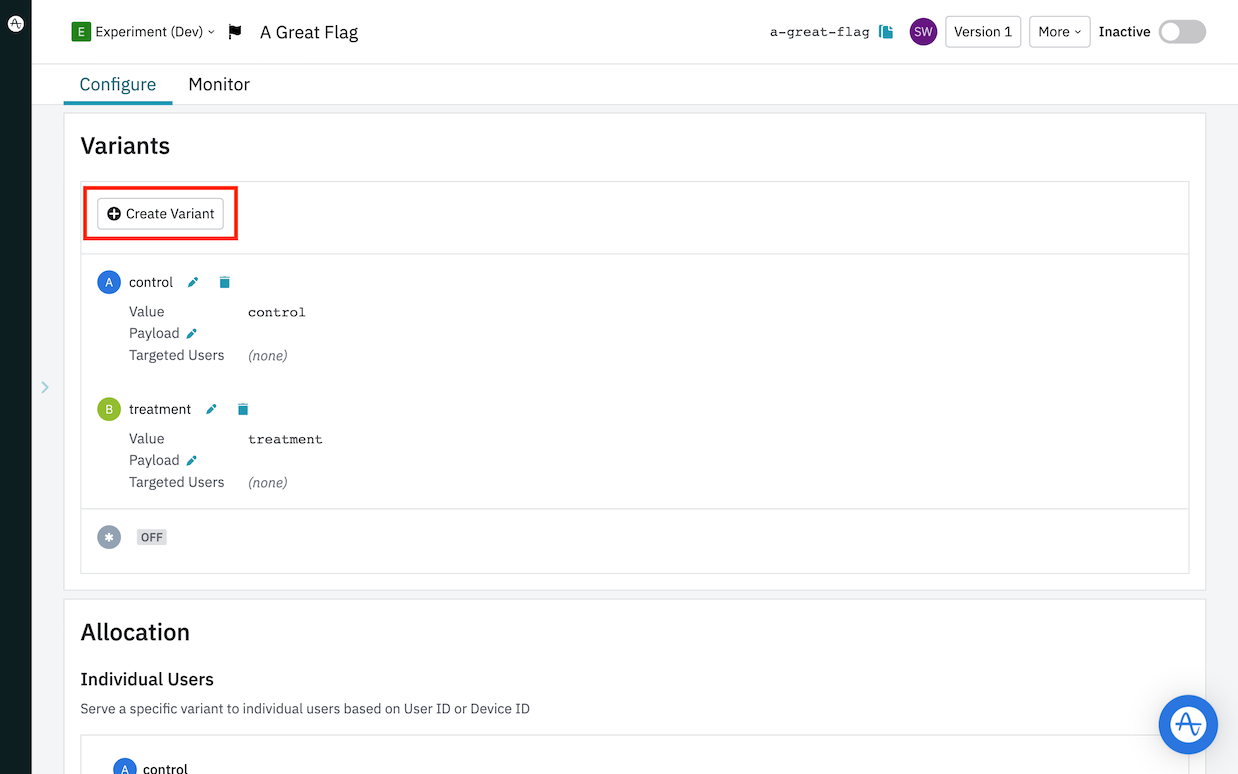 E Experiment (Dev) A Great Flag a-great-flag SW Version 1 More Inactive
Configure Monitor
Variants
Create Variant
A control
Value control
Payload
Targeted Users (none)
B treatment
Value treatment
Payload
Targeted Users (none)
* OFF
Allocation
Individual Users
Serve a specific variant to individual users based on User ID or Device ID
A control